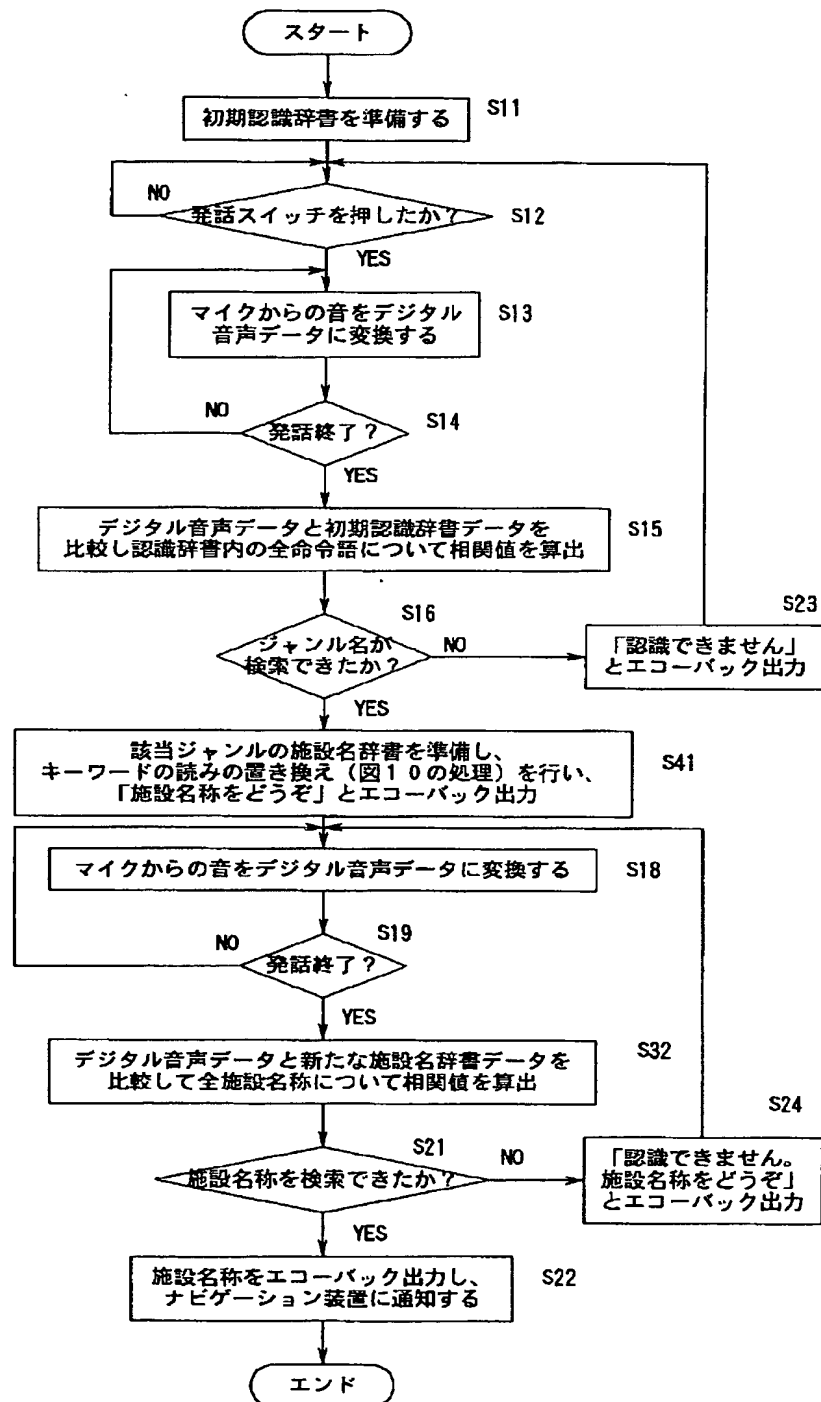 スタート
初期認識辞書を準備する
S11
NO
発話スイッチを押したか？
S12
YES
マイクからの音をデジタル
音声データに変換する
S13
NO
発話終了？
S14
YES
デジタル音声データと初期認識辞書データを
比較し認識辞書内の全命令語について相関値を算出
S15
S16
ジャンル名が
検索できたか？
NO
S23
「認識できません」
とエコーバック出力
YES
該当ジャンルの施設名辞書を準備し、
キーワードの読みの置き換え（図１０の処理）を行い、
「施設名称をどうぞ」とエコーバック出力
S41
マイクからの音をデジタル音声データに変換する
S18
NO
S19
発話終了？
YES
デジタル音声データと新たな施設名辞書データを
比較して全施設名称について相関値を算出
S32
S21
施設名称を検索できたか？
NO
S24
「認識できません。
施設名称をどうぞ」
とエコーバック出力
YES
施設名称をエコーバック出力し、
ナビゲーション装置に通知する
S22
エンド